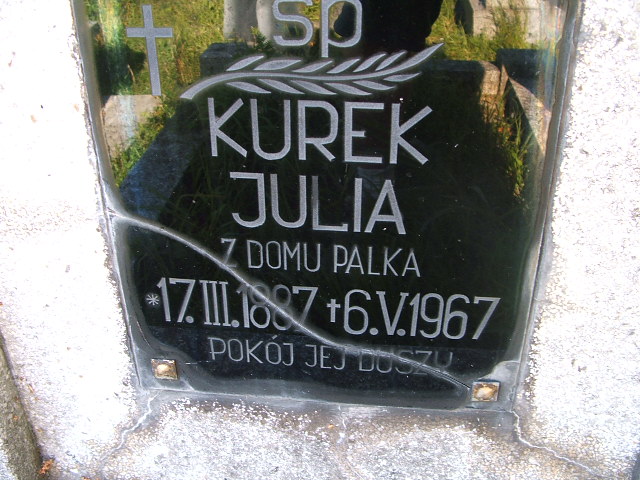 śp
KUREK
JULIA
Z DOMU PALKA
*17.III.1887 †6.V.1967
POKÓJ JEJ DUSZY